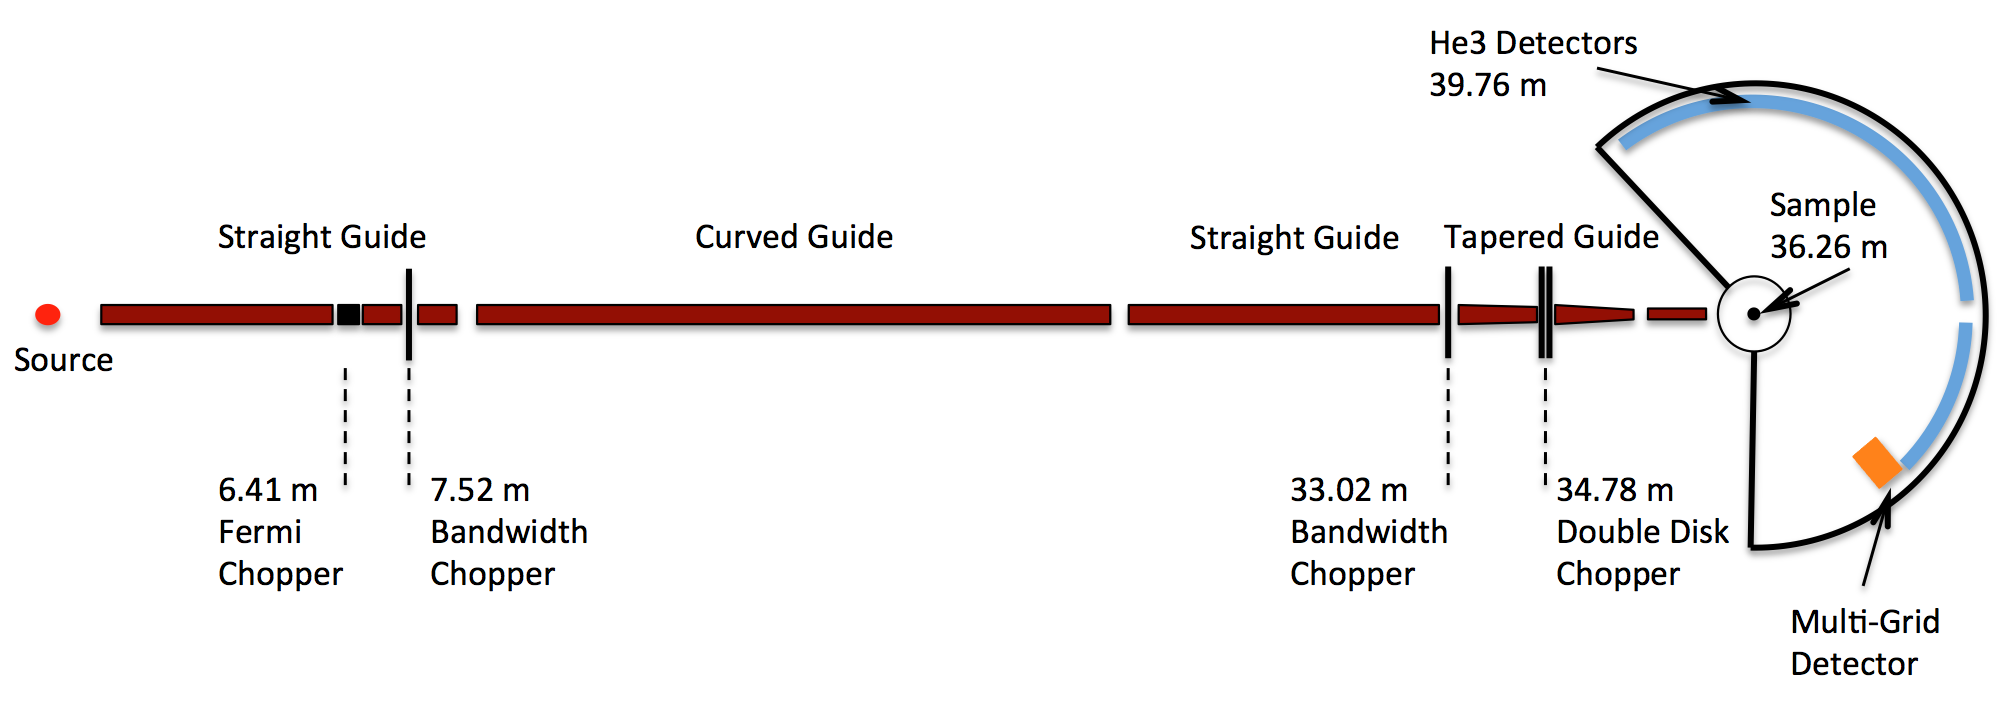 He3 Detectors
39.76 m
Sample
36.26 m
Straight Guide
Curved Guide
Straight Guide
Tapered Guide
Source
6.41 m
Fermi
Chopper
7.52 m
Bandwidth
Chopper
33.02 m
Bandwidth
Chopper
34.78 m
Double Disk
Chopper
Multi-Grid
Detector